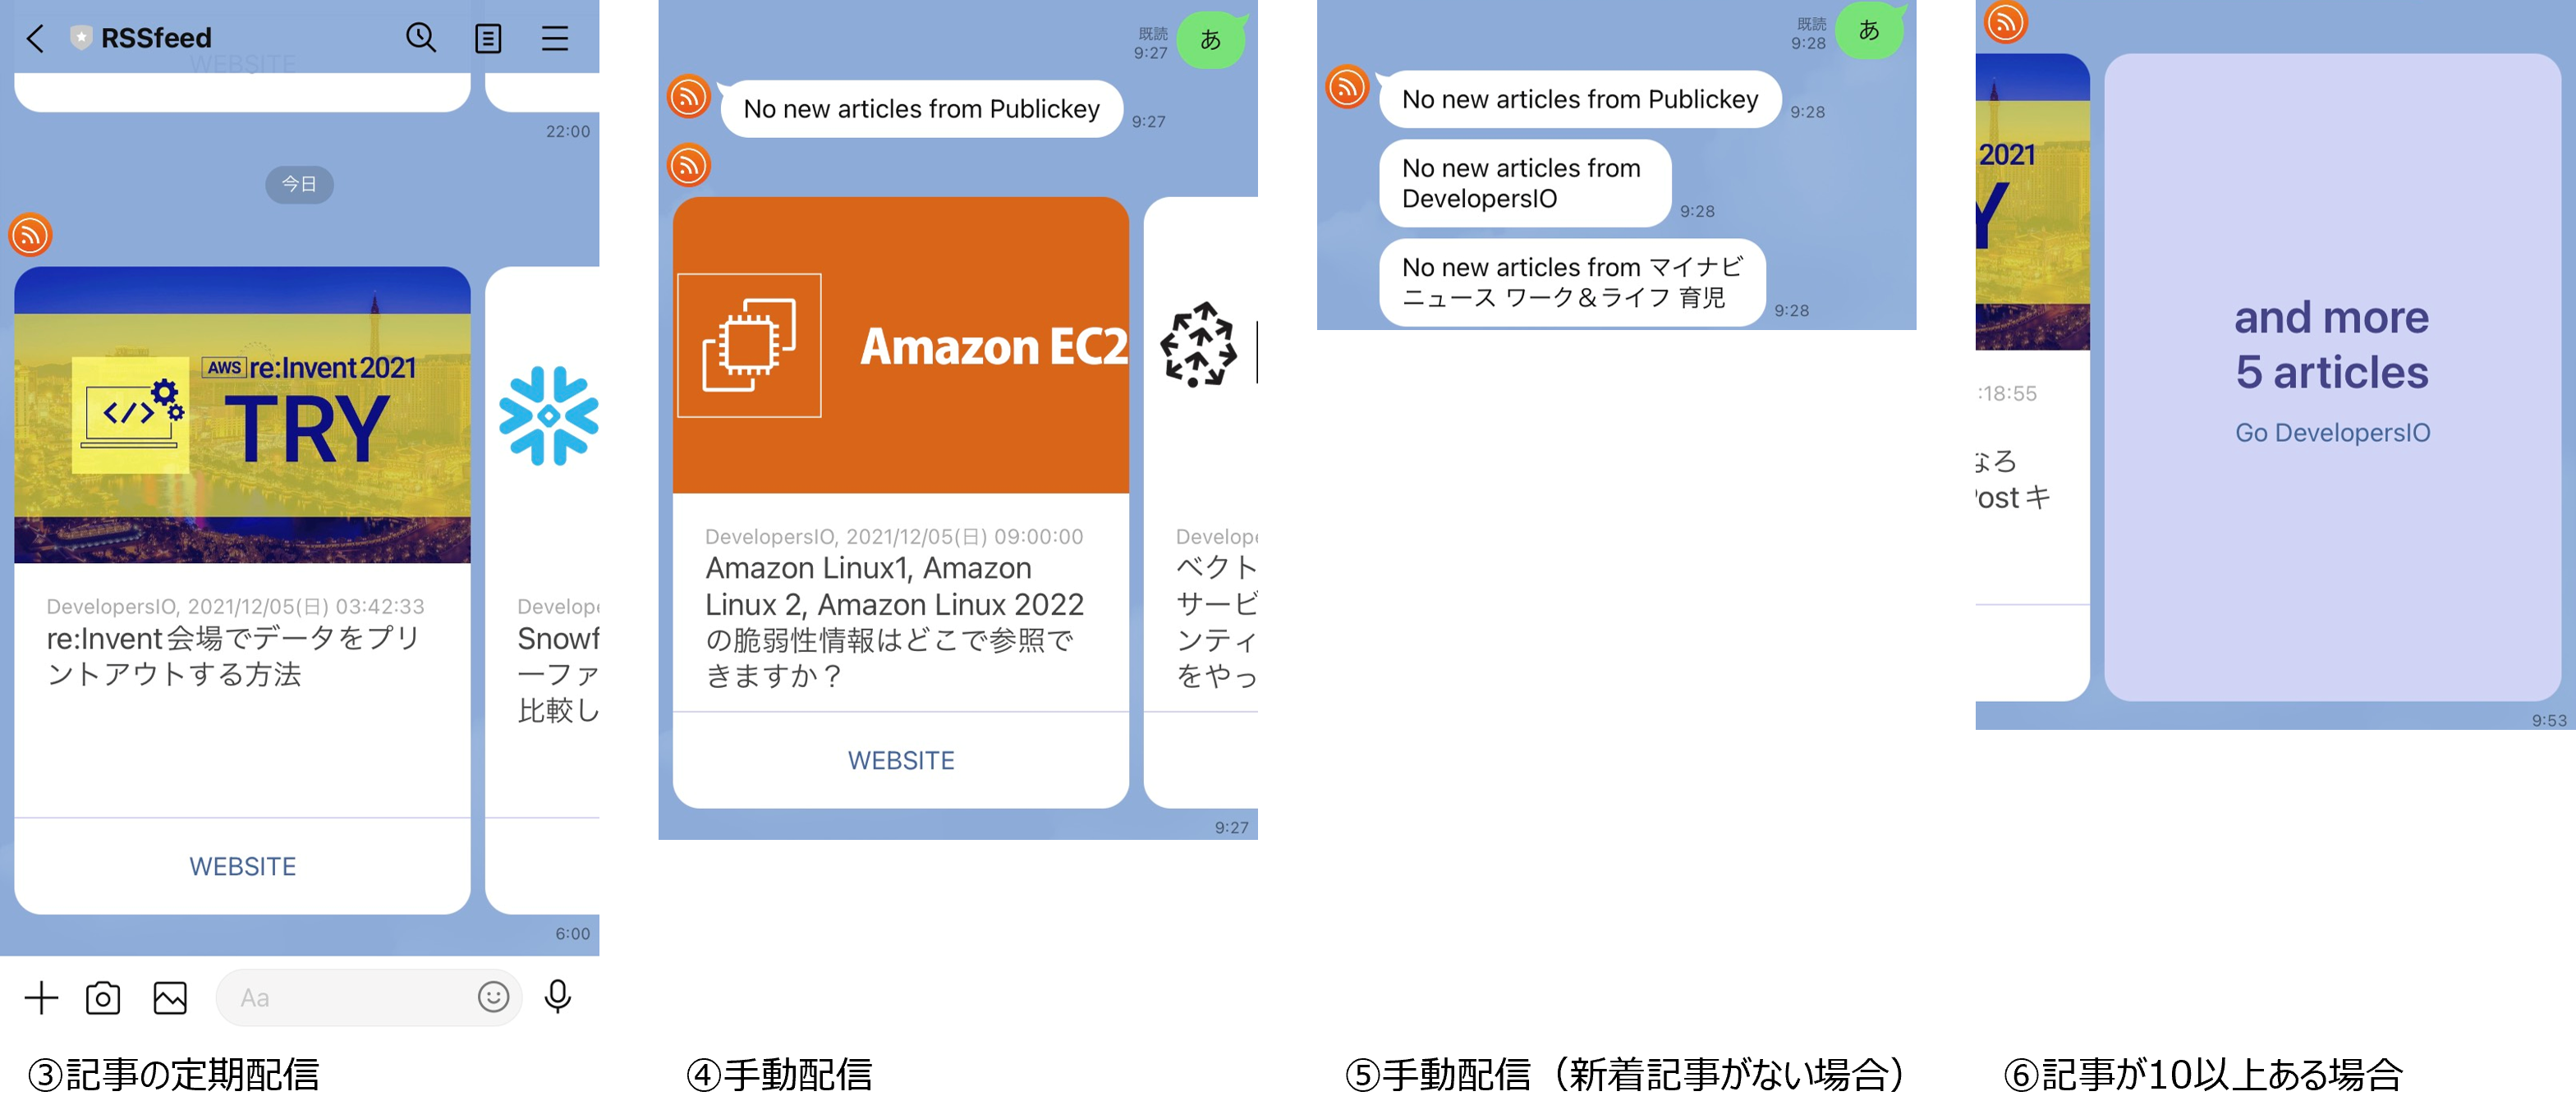 RSSfeed
WEBSITE
22:00
今日
AWS re:Invent 2021
</>
TRY
DevelopersIO, 2021/12/05(日) 03:42:33
re:Invent会場でデータをプリ
ントアウトする方法
WEBSITE
Develope
Snowf
ーファ
比較し
6:00
Aa
③記事の定期配信
既読
9:27
あ
No new articles from Publickey
9:27
Amazon EC2
DevelopersIO, 2021/12/05(日) 09:00:00
Amazon Linux1, Amazon
Linux 2, Amazon Linux 2022
の脆弱性情報はどこで参照で
きますか？
WEBSITE
Develope
ベクト
サービ
ンティ
をやっ
9:27
④手動配信
既読
9:28
あ
No new articles from Publickey
9:28
No new articles from
DevelopersIO
9:28
No new articles from マイナビ
ニュース ワーク＆ライフ 育児
9:28
⑤手動配信（新着記事がない場合）
2021
Y
:18:55
なろ
Post キ
and more
5 articles
Go DevelopersIO
9:53
⑥記事が10以上ある場合